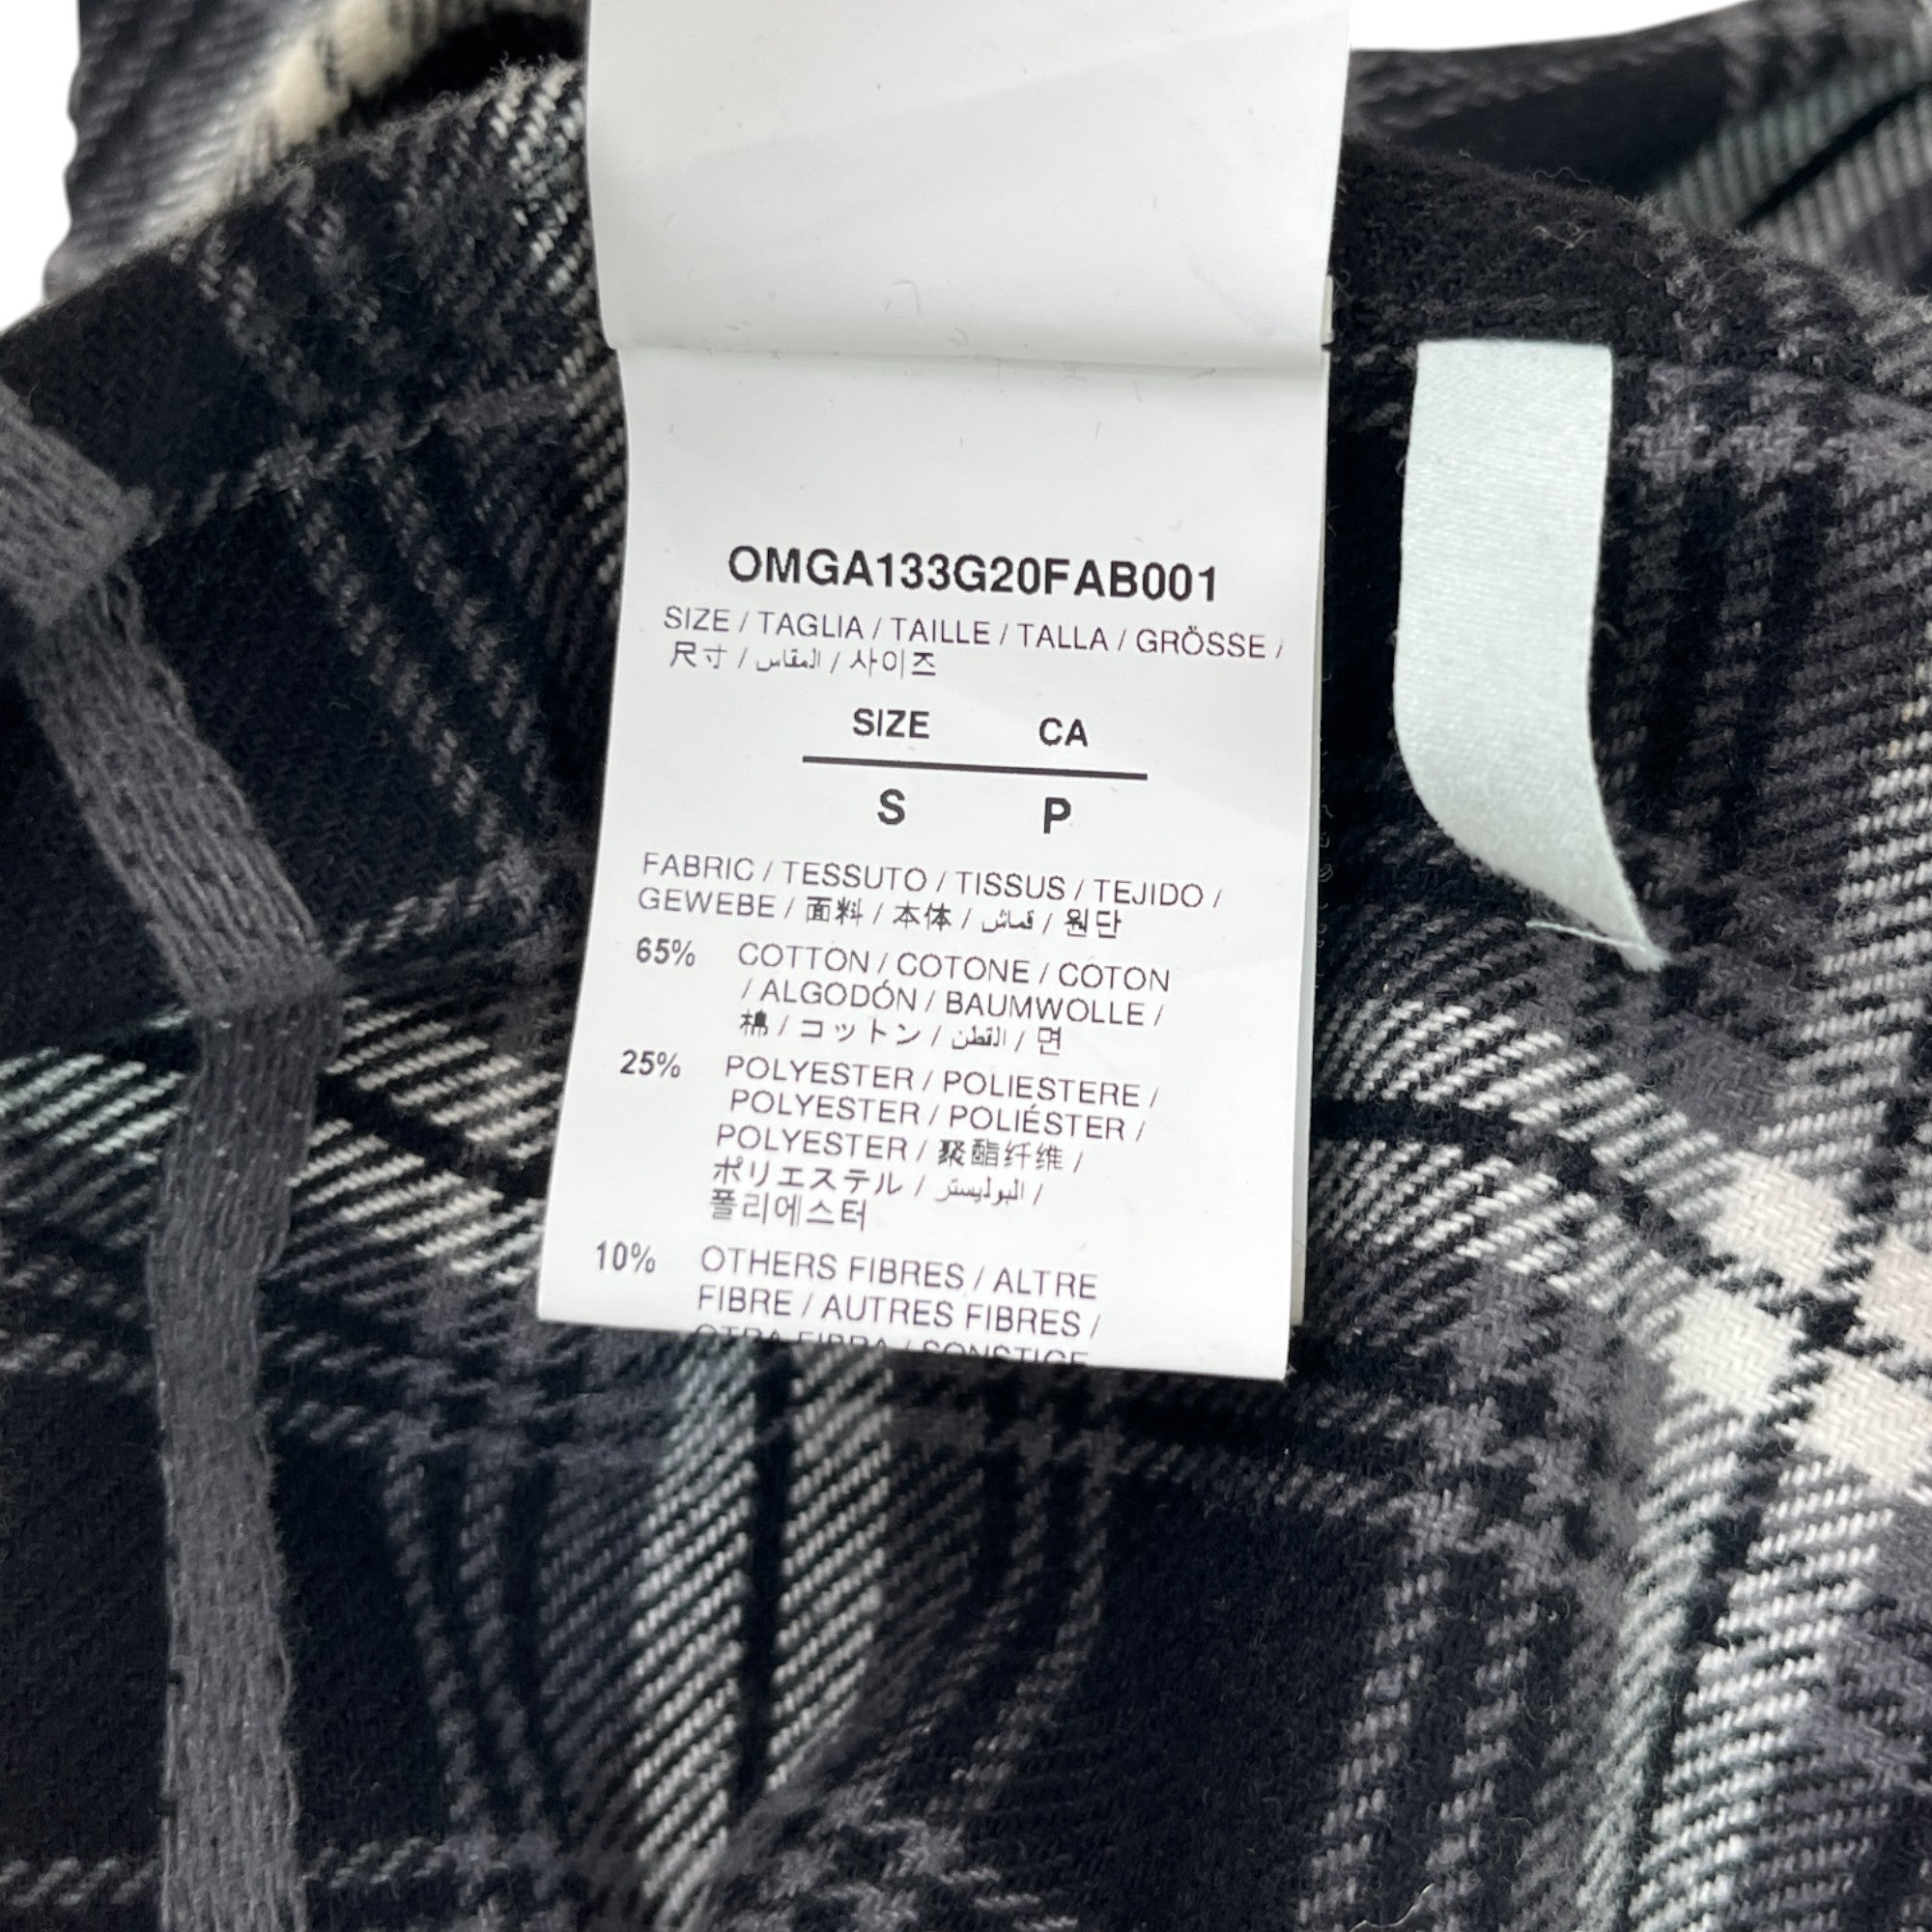 OMGA133G20FAB001
SIZE / TAGLIA / TAILLE / TALLA / GRÖSSE /
尺寸 / المقاس / 사이즈
SIZE CA
S P
FABRIC / TESSUTO / TISSUS / TEJIDO /
GEWEBE / 面料 / 本体 / قماش / 원단
65% COTTON / COTONE / COTON
/ ALGODÓN / BAUMWOLLE /
棉 / コットン / القطن / 면
25% POLYESTER / POLIESTERE /
POLYESTER / POLIÉSTER /
POLYESTER / 聚酯纤维 /
ポリエステル / البوليستر /
폴리에스터
10% OTHERS FIBRES / ALTRE
FIBRE / AUTRES FIBRES /
OTRA FIBRA / SONSTIGE